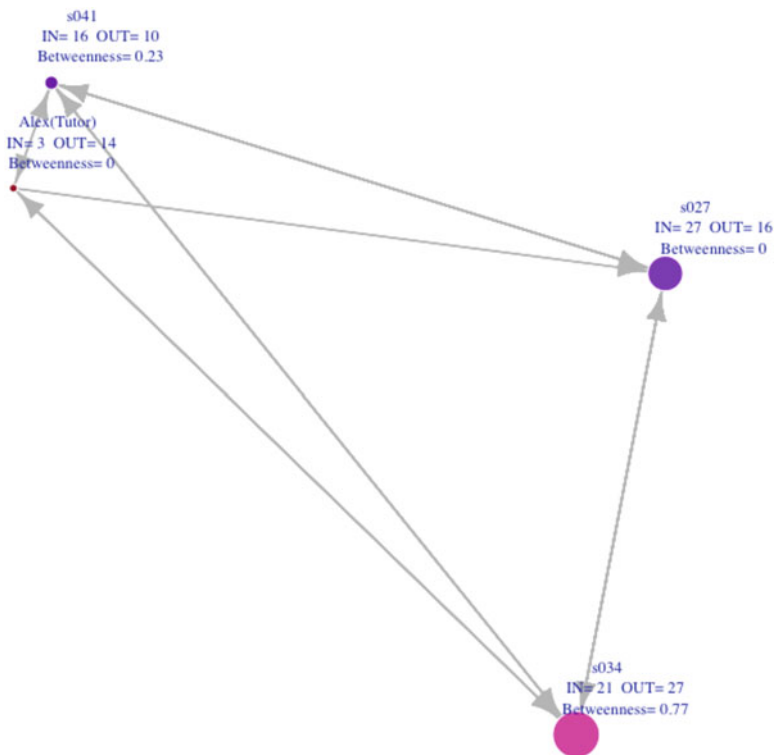 s041
IN= 16 OUT= 10
Betweenness= 0.23
Alex(Tutor)
IN= 3 OUT= 14
Betweenness= 0
s027
IN= 27 OUT= 16
Betweenness= 0
s034
IN= 21 OUT= 27
Betweenness= 0.77